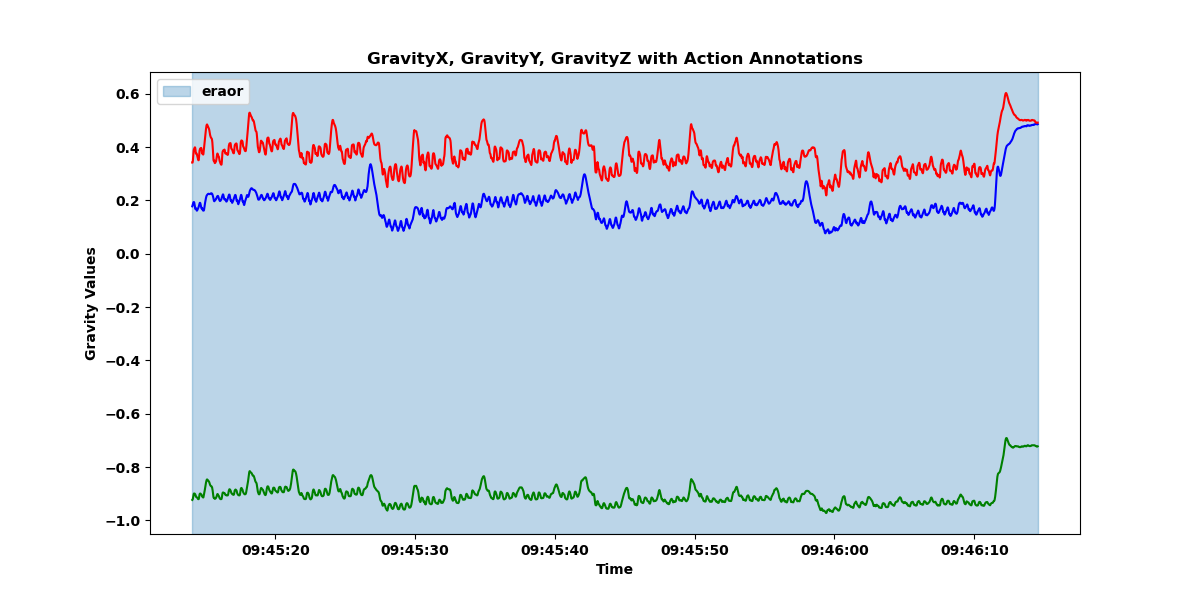 GravityX, GravityY, GravityZ with Action Annotations
eraor
0.6
0.4
0.2
0.0
−0.2
−0.4
−0.6
−0.8
−1.0
Gravity Values
09:45:20 09:45:30 09:45:40 09:45:50 09:46:00 09:46:10
Time